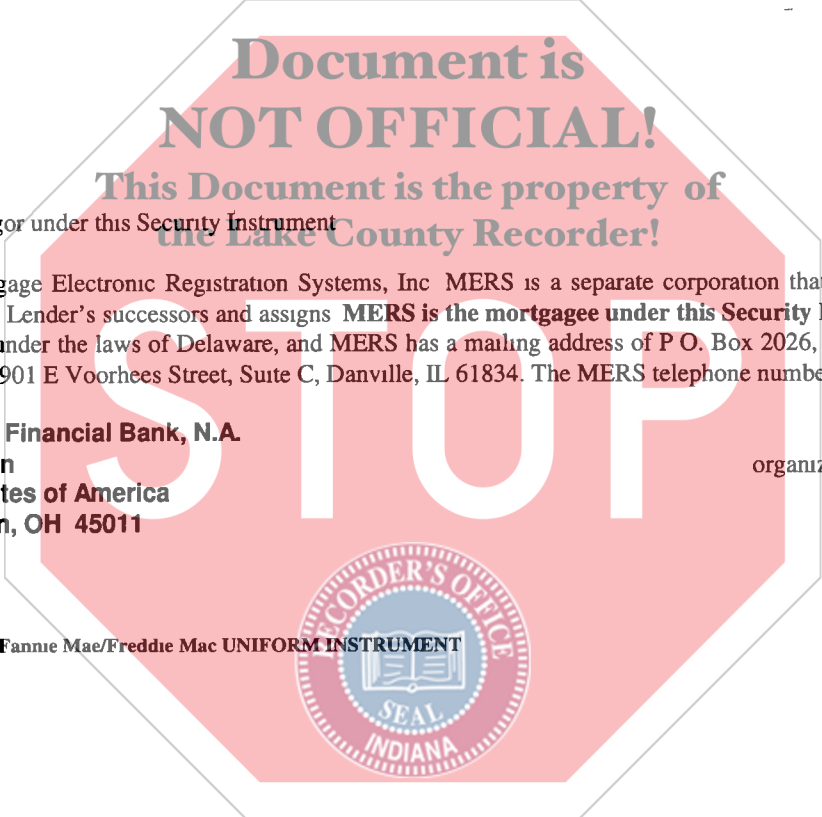 Document is
NOT OFFICIAL!
This Document is the property of
the Lake County Recorder!
gor under this Security Instrument
gage Electronic Registration Systems, Inc MERS is a separate corporation that
Lender's successors and assigns MERS is the mortgagee under this Security I
under the laws of Delaware, and MERS has a mailing address of P O. Box 2026,
901 E Voorhees Street, Suite C, Danville, IL 61834. The MERS telephone numbe
Financial Bank, N.A.
n
organiz
tes of America
n, OH 45011
STOP
Fannie Mae/Freddie Mac UNIFORM INSTRUMENT
RECORDER'S OFFICE
SEAL
INDIANA